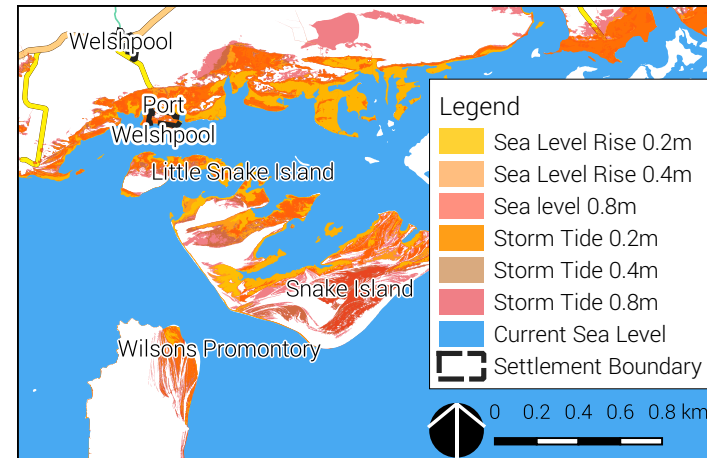 Welshpool
Port
Welshpool
Little Snake Island
Snake Island
Wilsons Promontory
Legend
Sea Level Rise 0.2m
Sea Level Rise 0.4m
Sea level 0.8m
Storm Tide 0.2m
Storm Tide 0.4m
Storm Tide 0.8m
Current Sea Level
Settlement Boundary
0 0.2 0.4 0.6 0.8 km